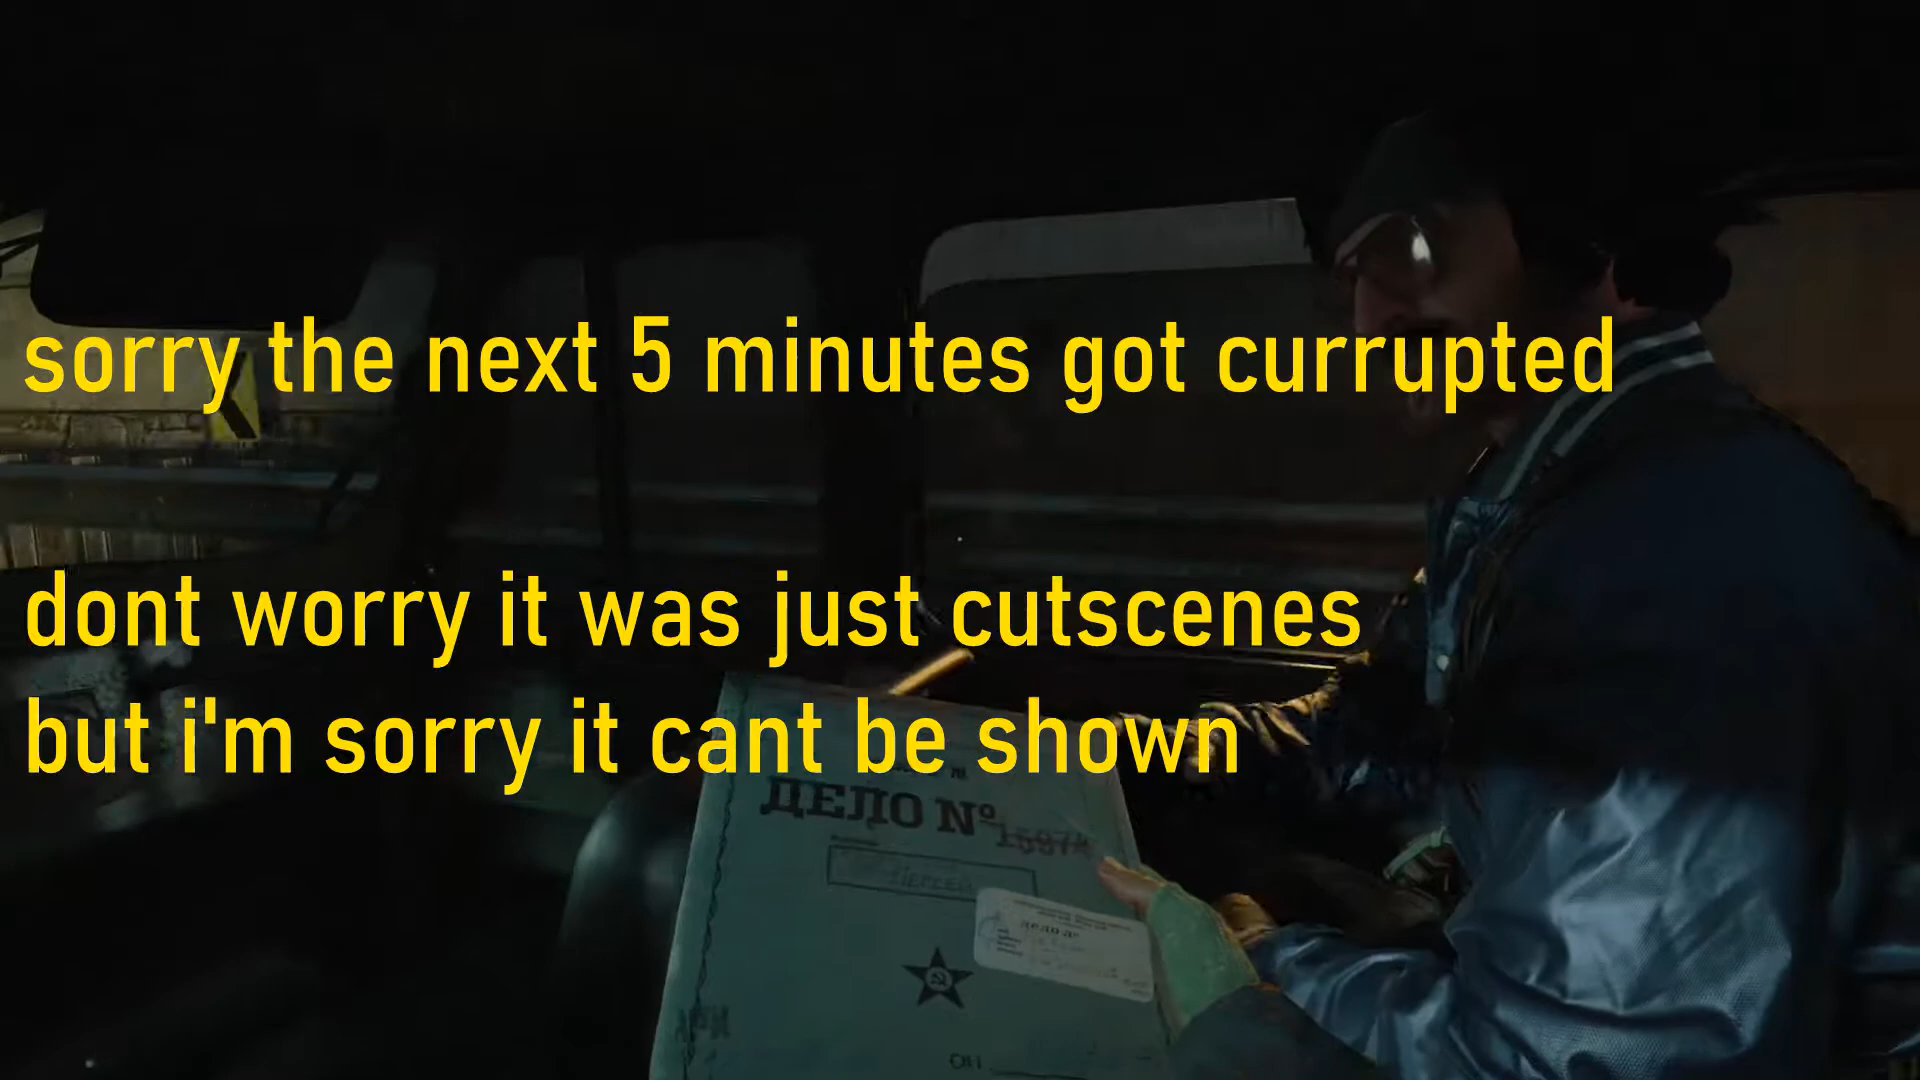 sorry the next 5 minutes got currupted
dont worry it was just cutscenes
but i'm sorry it cant be shown
ДЕЛО №